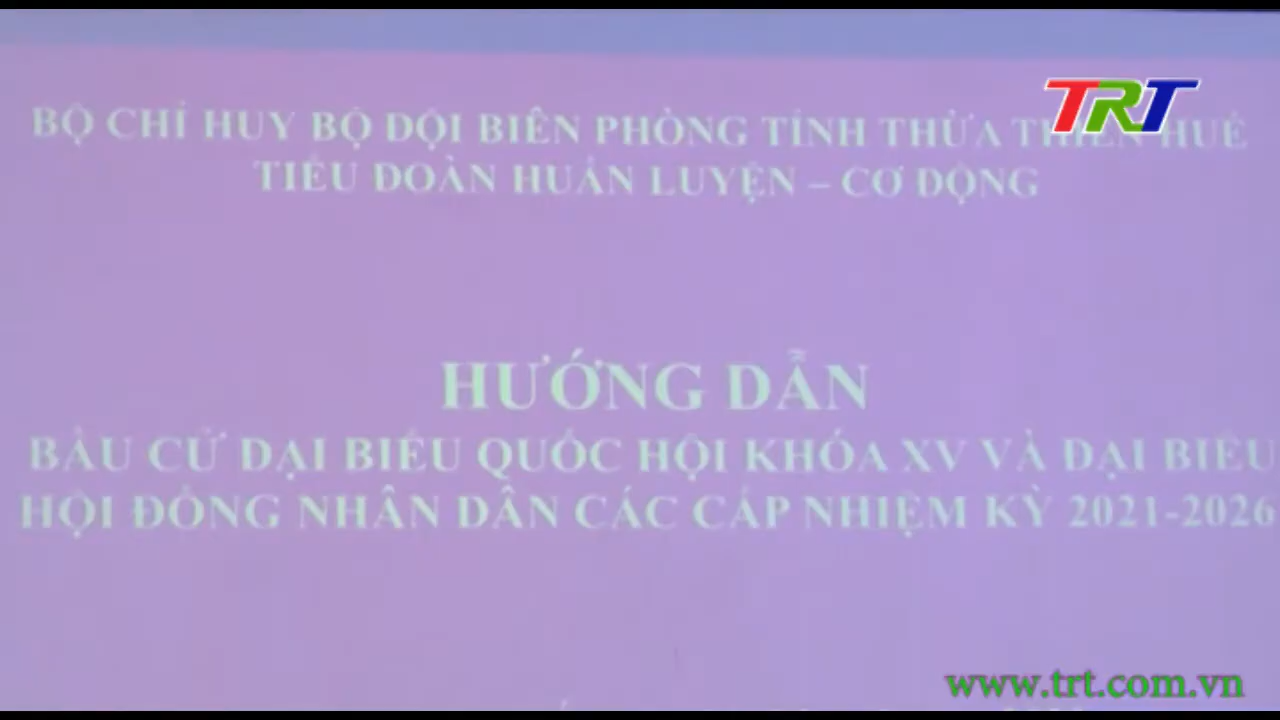 BỘ CHỈ HUY BỘ ĐỘI BIÊN PHÒNG TỈNH THỪA THIÊN HUẾ
TRT
TIỂU ĐOÀN HUẤN LUYỆN – CƠ ĐỘNG
HƯỚNG DẪN
BẦU CỬ ĐẠI BIỂU QUỐC HỘI KHÓA XV VÀ ĐẠI BIỂU
HỘI ĐỒNG NHÂN DÂN CÁC CẤP NHIỆM KỲ 2021-2026
www.trt.com.vn